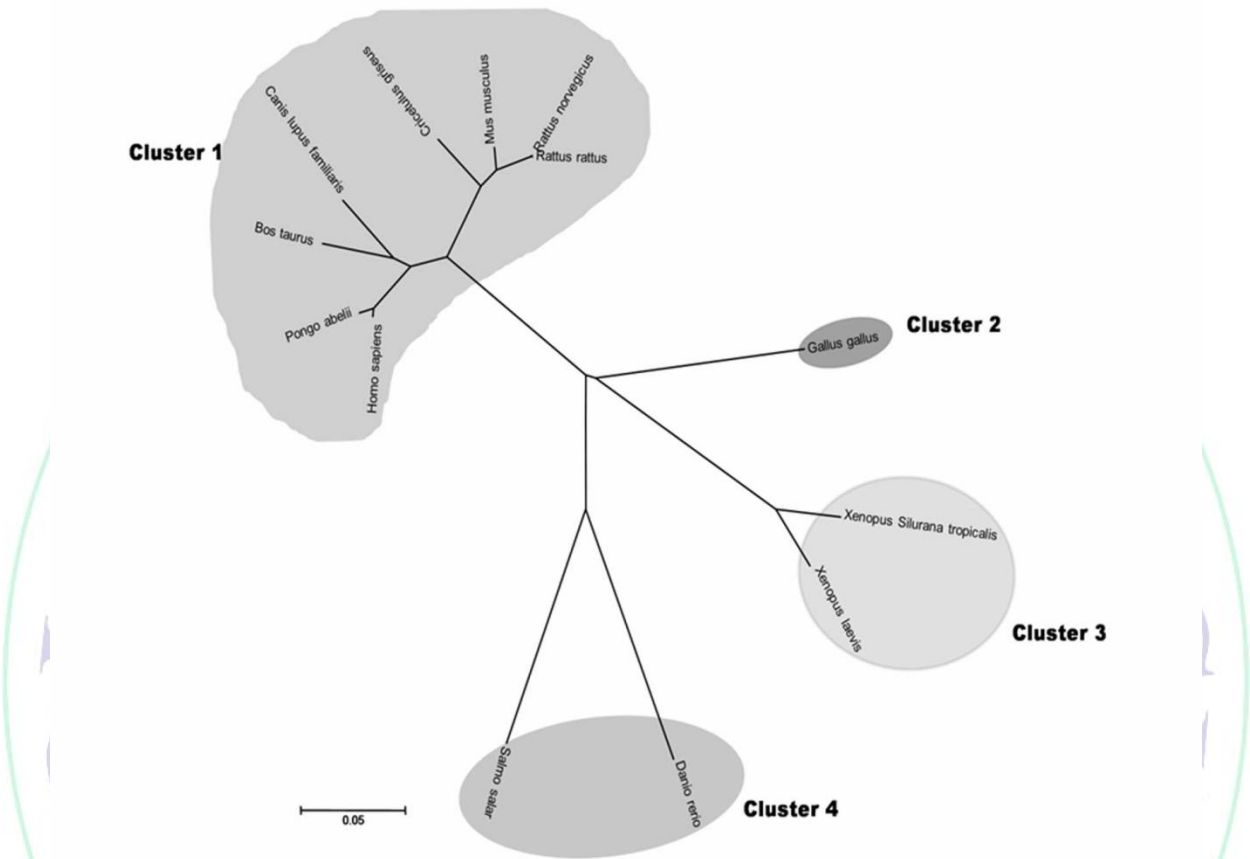 Cluster 1
Canis lupus familiaris
Cricetulus griseus
Mus musculus
Rattus norvegicus
Rattus rattus
Bos taurus
Pongo abelii
Homo sapiens
Gallus gallus
Cluster 2
Xenopus Silurana tropicalis
Xenopus laevis
Cluster 3
Salmo salar
Danio rerio
Cluster 4
0.05